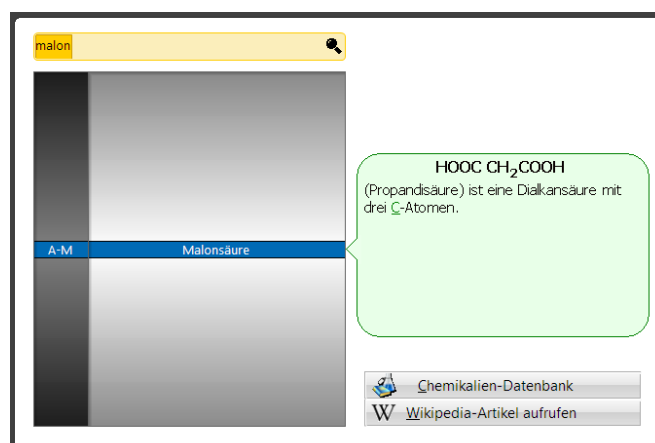 malon
HOOC CH₂COOH
(Propandisäure) ist eine Dialkansäure mit
drei C-Atomen.
A-M Malonsäure
Chemikalien-Datenbank
W Wikipedia-Artikel aufrufen